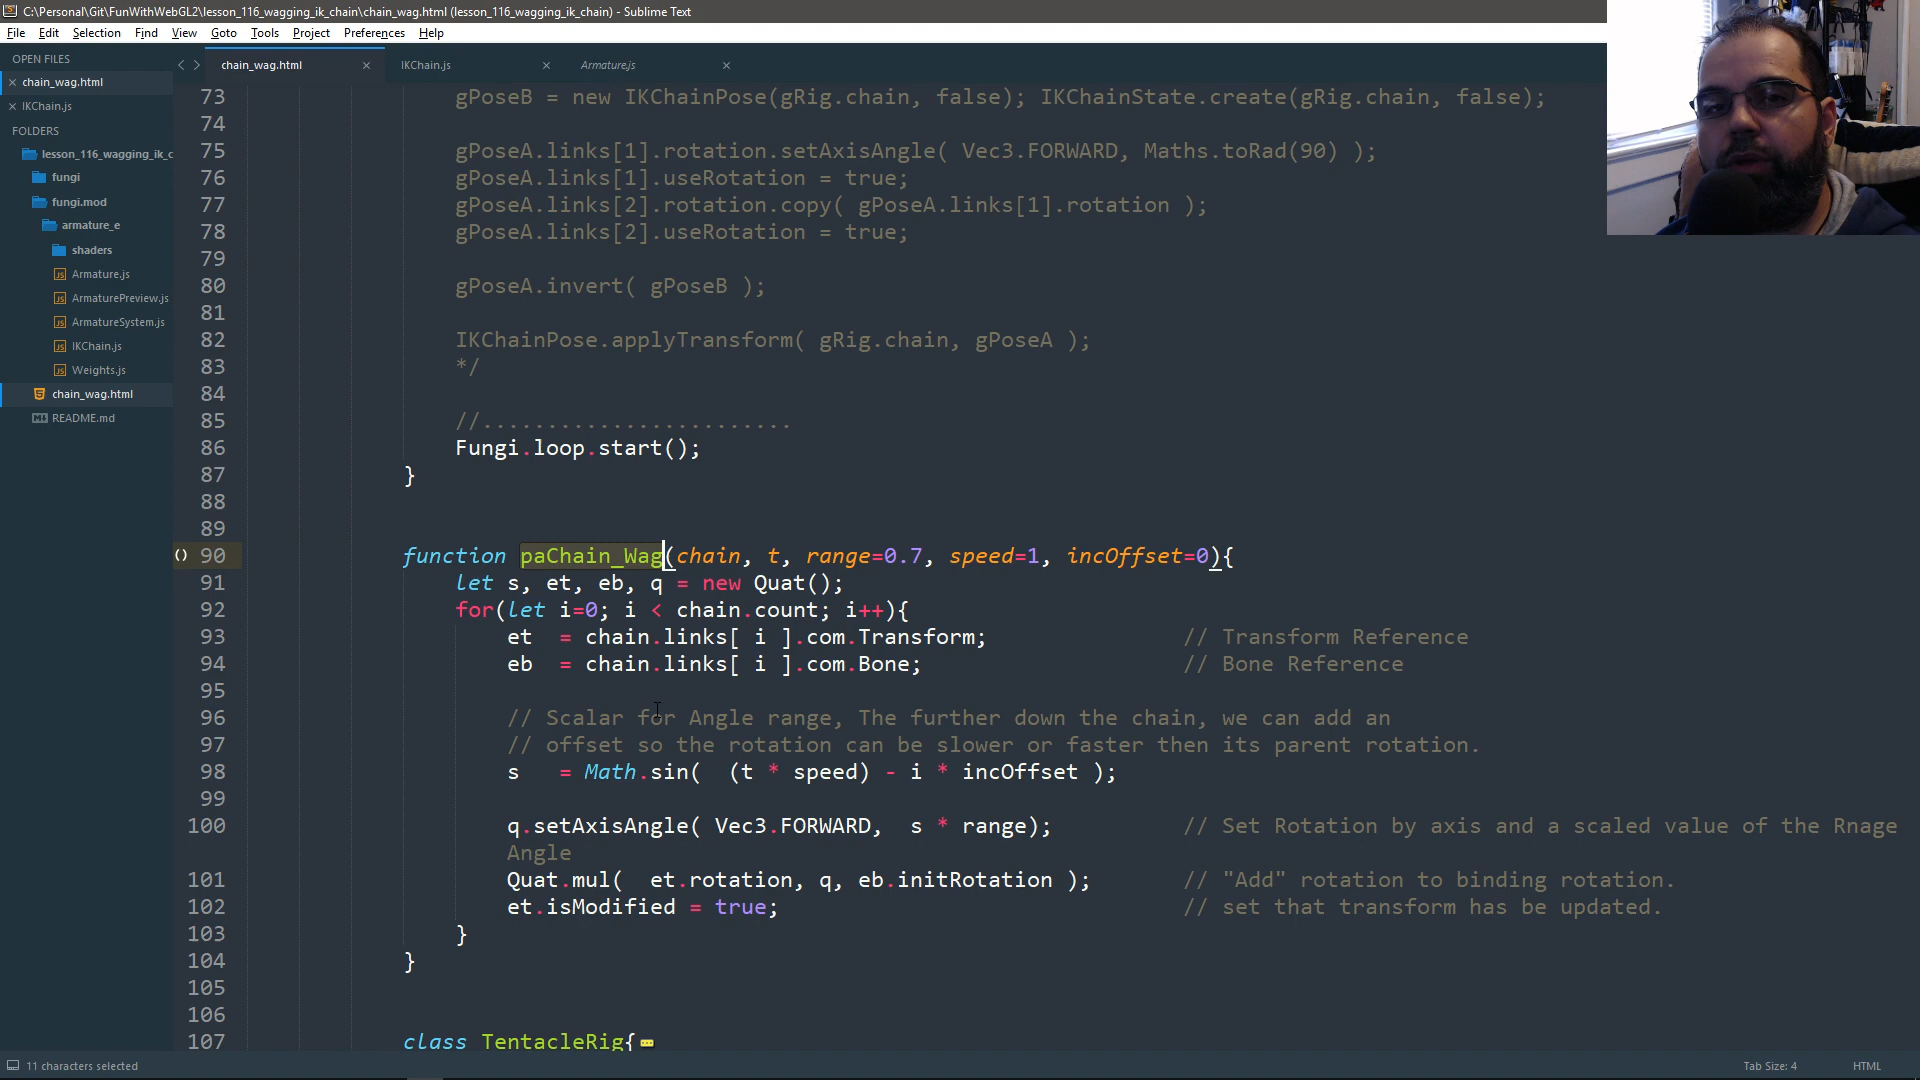 C:\Personal\Git\FunWithWebGL2\lesson_116_wagging_ik_chain\chain_wag.html (lesson_116_wagging_ik_chain) - Sublime Text
File Edit Selection Find View Goto Tools Project Preferences Help
OPEN FILES
chain_wag.html
IKChain.js
FOLDERS
lesson_116_wagging_ik_c
fungi
fungi.mod
armature_e
shaders
Armature.js
ArmaturePreview.js
ArmatureSystem.js
IKChain.js
Weights.js
chain_wag.html
README.md
chain_wag.html IKChain.js Armature.js
73 gPoseB = new IKChainPose(gRig.chain, false); IKChainState.create(gRig.chain, false);
74
75 gPoseA.links[1].rotation.setAxisAngle( Vec3.FORWARD, Maths.toRad(90) );
76 gPoseA.links[1].useRotation = true;
77 gPoseA.links[2].rotation.copy( gPoseA.links[1].rotation );
78 gPoseA.links[2].useRotation = true;
79
80 gPoseA.invert( gPoseB );
81
82 IKChainPose.applyTransform( gRig.chain, gPoseA );
83 */
84
85 //........................
86 Fungi.loop.start();
87 }
88
89
90 function paChain_Wag(chain, t, range=0.7, speed=1, incOffset=0){
91 let s, et, eb, q = new Quat();
92 for(let i=0; i < chain.count; i++){
93 et = chain.links[ i ].com.Transform; // Transform Reference
94 eb = chain.links[ i ].com.Bone; // Bone Reference
95
96 // Scalar for Angle range, The further down the chain, we can add an
97 // offset so the rotation can be slower or faster then its parent rotation.
98 s = Math.sin( (t * speed) - i * incOffset );
99
100 q.setAxisAngle( Vec3.FORWARD, s * range); // Set Rotation by axis and a scaled value of the Rnage
Angle
101 Quat.mul( et.rotation, q, eb.initRotation ); // "Add" rotation to binding rotation.
102 et.isModified = true; // set that transform has be updated.
103 }
104 }
105
106
107 class TentacleRig{
11 characters selected Tab Size: 4 HTML